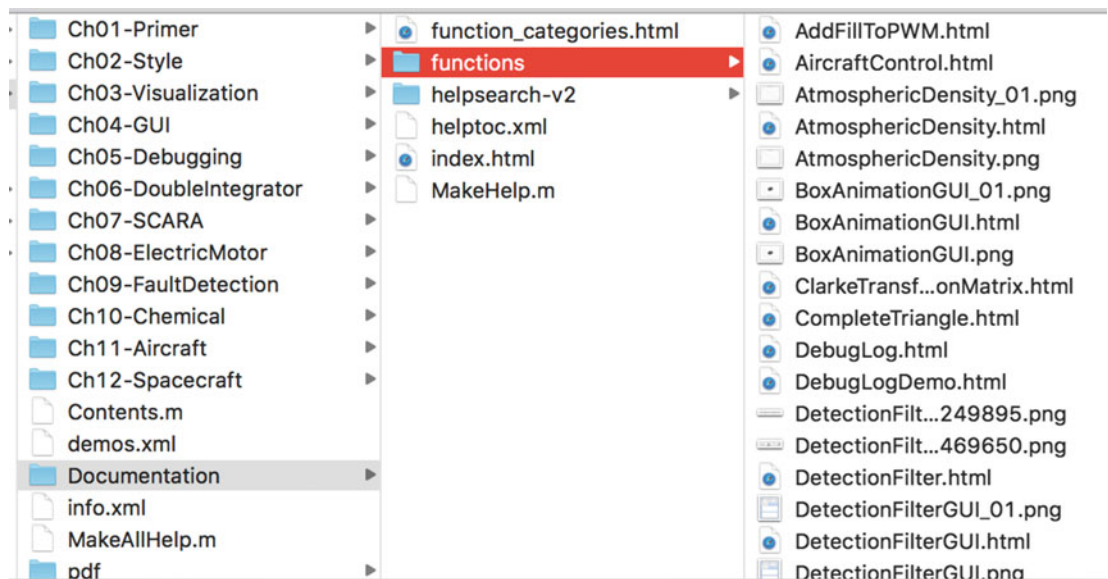 Ch01-Primer
Ch02-Style
Ch03-Visualization
Ch04-GUI
Ch05-Debugging
Ch06-DoubleIntegrator
Ch07-SCARA
Ch08-ElectricMotor
Ch09-FaultDetection
Ch10-Chemical
Ch11-Aircraft
Ch12-Spacecraft
Contents.m
demos.xml
Documentation
info.xml
MakeAllHelp.m
pdf
function_categories.html
functions
helpsearch-v2
helptoc.xml
index.html
MakeHelp.m
AddFillToPWM.html
AircraftControl.html
AtmosphericDensity_01.png
AtmosphericDensity.html
AtmosphericDensity.png
BoxAnimationGUI_01.png
BoxAnimationGUI.html
BoxAnimationGUI.png
ClarkeTransf...onMatrix.html
CompleteTriangle.html
DebugLog.html
DebugLogDemo.html
DetectionFilt...249895.png
DetectionFilt...469650.png
DetectionFilter.html
DetectionFilterGUI_01.png
DetectionFilterGUI.html
DetectionFilterGUI.png